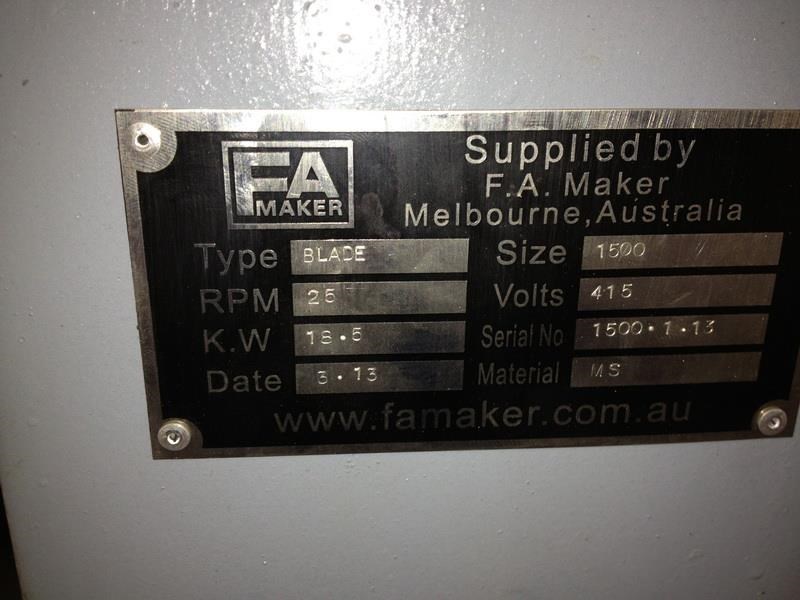 FA
MAKER
Supplied by
F.A. Maker
Melbourne, Australia
Type BLADE Size 1500
RPM 25 Volts 415
K.W 18.5 Serial No 1500.1.13
Date 3.13 Material MS
www.famaker.com.au